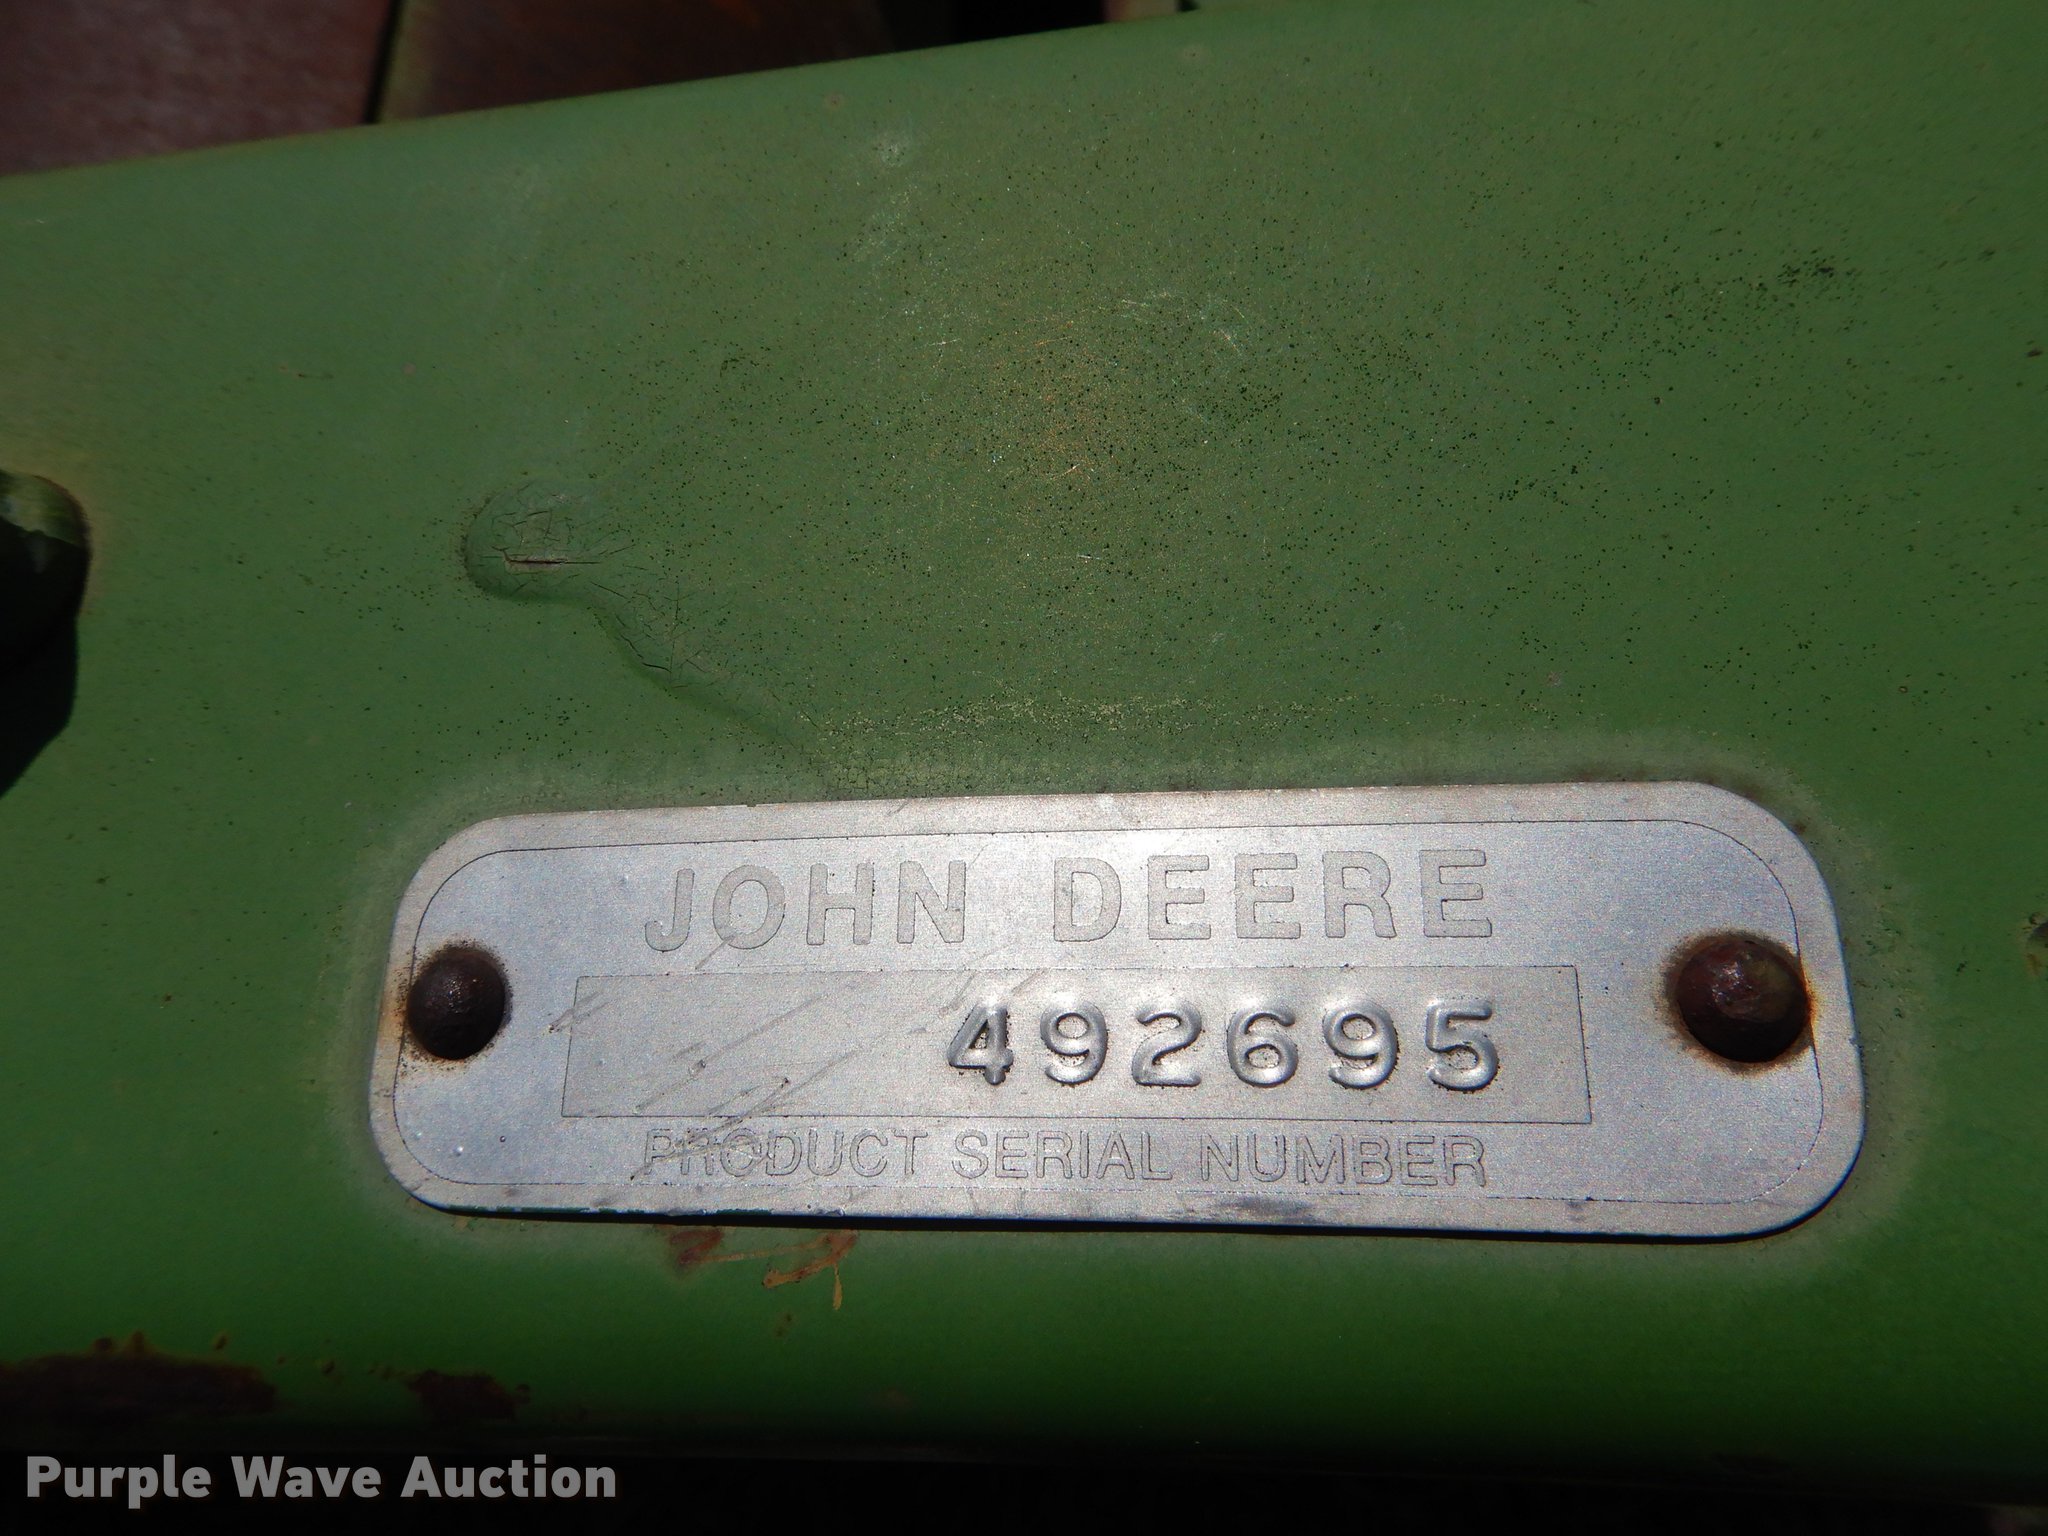 JOHN DEERE
492695
PRODUCT SERIAL NUMBER
Purple Wave Auction